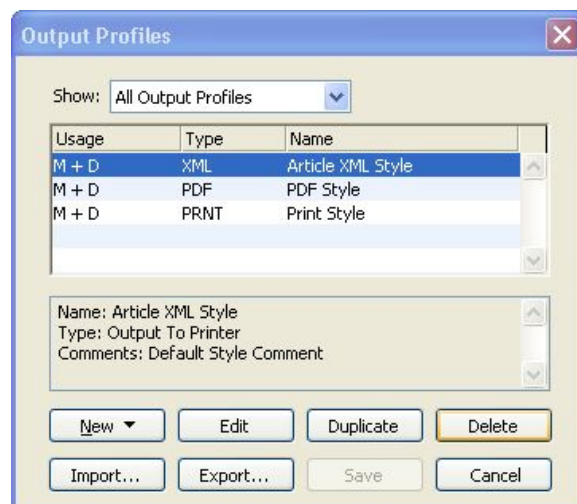 Output Profiles
Show: All Output Profiles
Usage Type Name
M + D XML Article XML Style
M + D PDF PDF Style
M + D PRNT Print Style
Name: Article XML Style
Type: Output To Printer
Comments: Default Style Comment
New Edit Duplicate Delete
Import... Export... Save Cancel